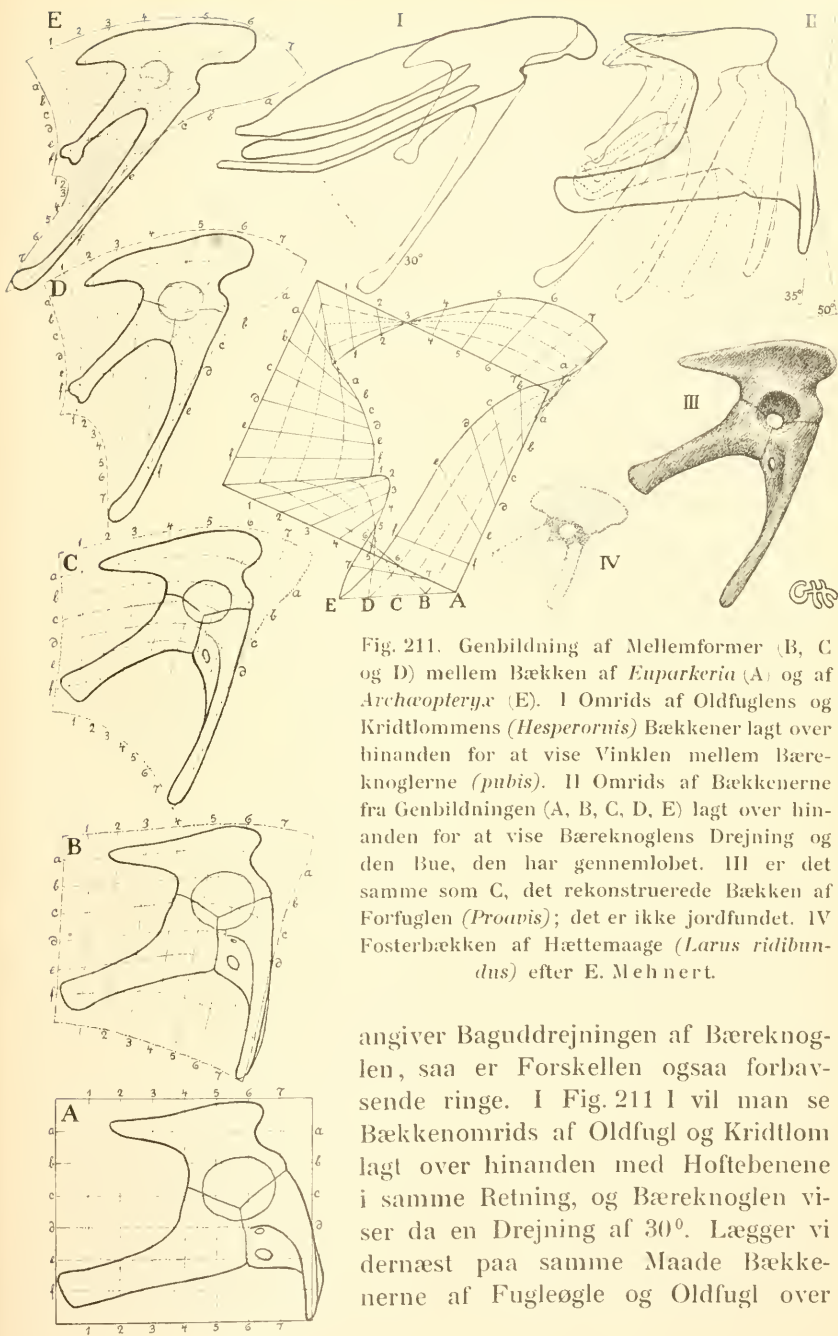 E
I
II
30°
35°
50°
D
III
IV
C
E D C B A
B
A
Fig. 211. Genbildning af Mellemformer (B, C
og D) mellem Bækken af Euparkeria (A) og af
Archæopteryx (E). I Omrids af Oldfuglens og
Kridtlommens (Hesperornis) Bækkener lagt over
hinanden for at vise Vinklen mellem Bære-
knoglerne (pubis). II Omrids af Bækkenerne
fra Genbildningen (A, B, C, D, E) lagt over hin-
anden for at vise Bæreknoglens Drejning og
den Bue, den har gennemløbet. III er det
samme som C, det rekonstruerede Bækken af
Forfuglen (Proavis); det er ikke jordfundet. IV
Fosterbækken af Hættemaage (Larus ridibun-
dus) efter E. Mehnert.
angiver Baguddrejningen af Bæreknog-
len, saa er Forskellen ogsaa forbav-
sende ringe. I Fig. 211 I vil man se
Bækkenomrids af Oldfugl og Kridtlom
lagt over hinanden med Hoftebenene
i samme Retning, og Bæreknoglen vi-
ser da en Drejning af 30°. Lægger vi
dernæst paa samme Maade Bække-
nerne af Fugleøgle og Oldfugl over